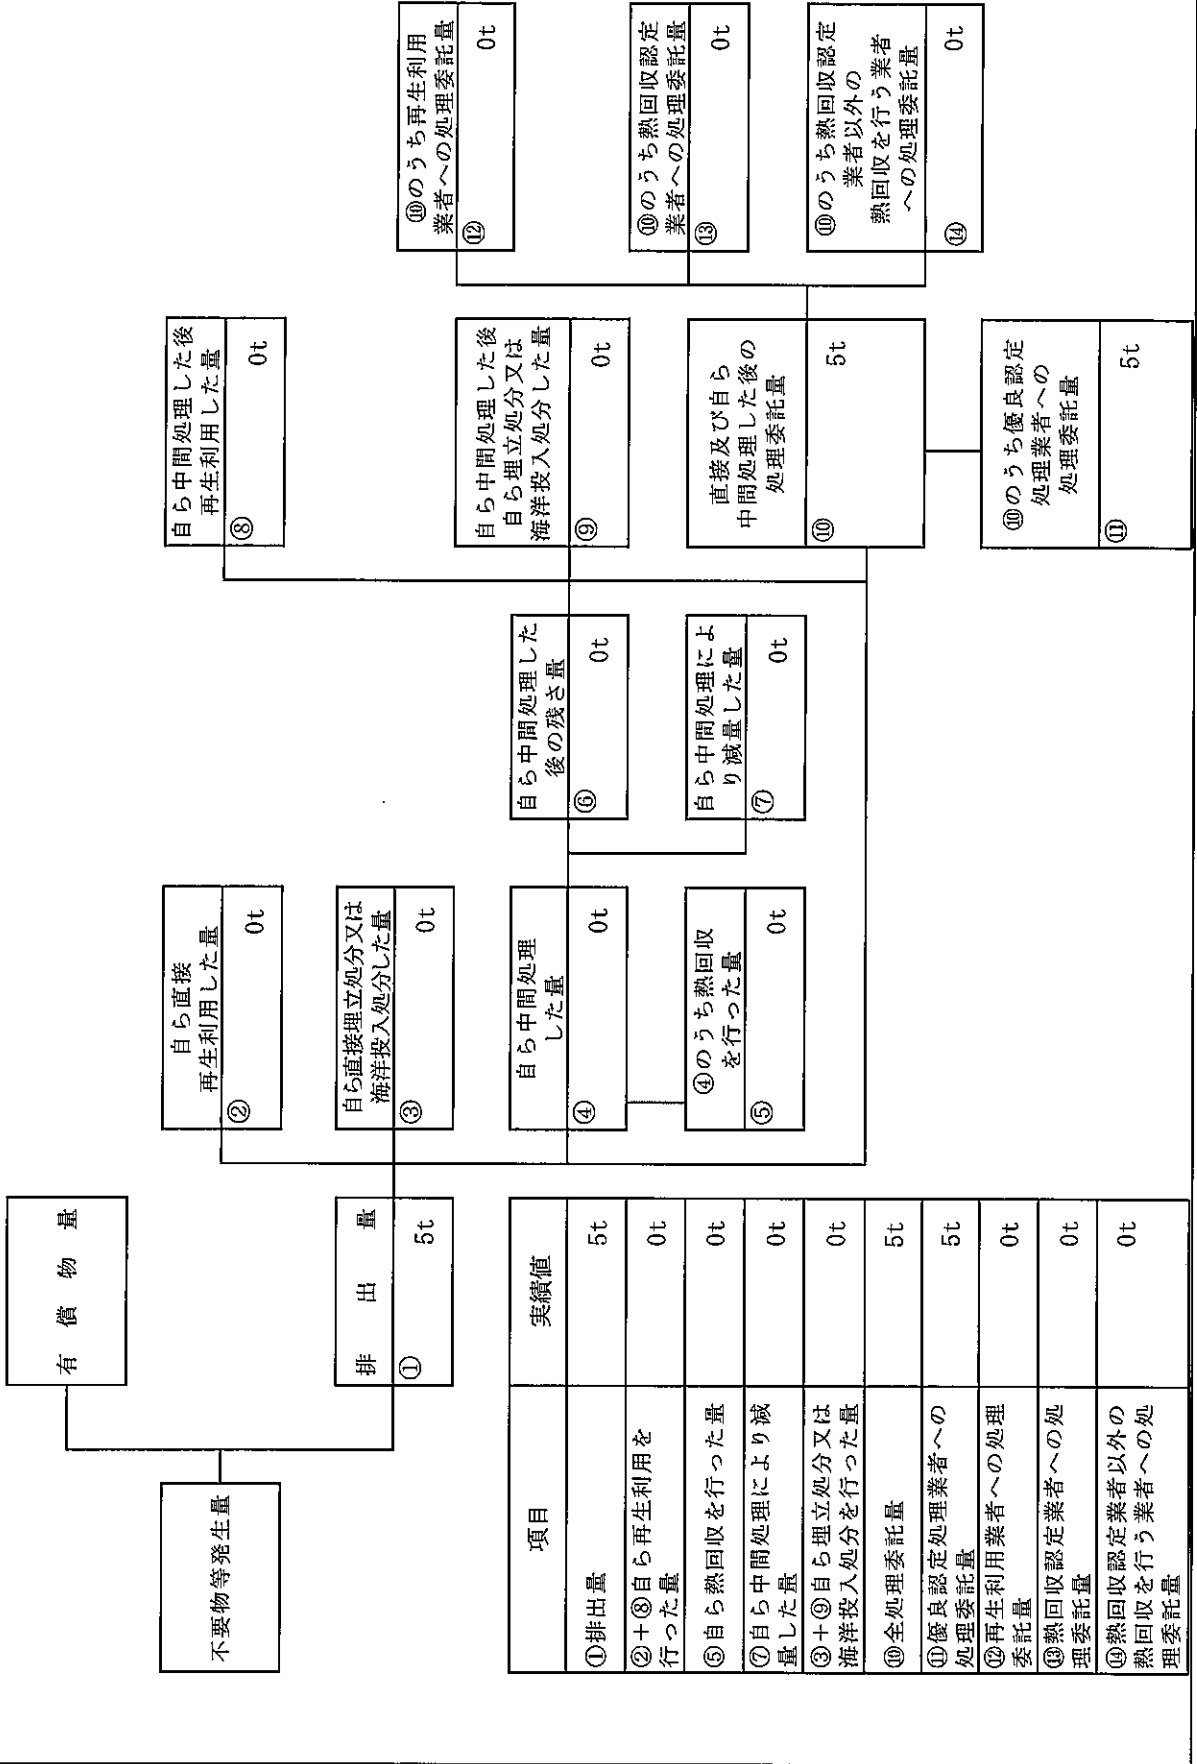 不要物等発生量
有償物量
排出量
① 5t
自ら直接
再生利用した量
② 0t
自ら直接埋立処分又は
海洋投入処分した量
③ 0t
自ら中間処理
した量
④ 0t
④のうち熱回収
を行った量
⑤ 0t
自ら中間処理した
後の残さ量
⑥ 0t
自ら中間処理によ
り減量した量
⑦ 0t
自ら中間処理した後
再生利用した量
⑧ 0t
自ら中間処理した後
自ら埋立処分又は
海洋投入処分した量
⑨ 0t
直接及び自ら
中間処理した後の
処理委託量
⑩ 5t
⑩のうち優良認定
処理業者への
処理委託量
⑪ 5t
⑩のうち再生利用
業者への処理委託量
⑫ 0t
⑩のうち熱回収認定
業者への処理委託量
⑬ 0t
⑩のうち熱回収認定
業者以外の
熱回収を行う業者
への処理委託量
⑭ 0t
項目 実績値
①排出量 5t
②+⑧自ら再生利用を
行った量 0t
⑤自ら熱回収を行った量 0t
⑦自ら中間処理により減
量した量 0t
③+⑨自ら埋立処分又は
海洋投入処分を行った量 0t
⑩全処理委託量 5t
⑪優良認定処理業者への
処理委託量 5t
⑫再生利用業者への処理
委託量 0t
⑬熱回収認定業者への処
理委託量 0t
⑭熱回収認定業者以外の
熱回収を行う業者への処
理委託量 0t